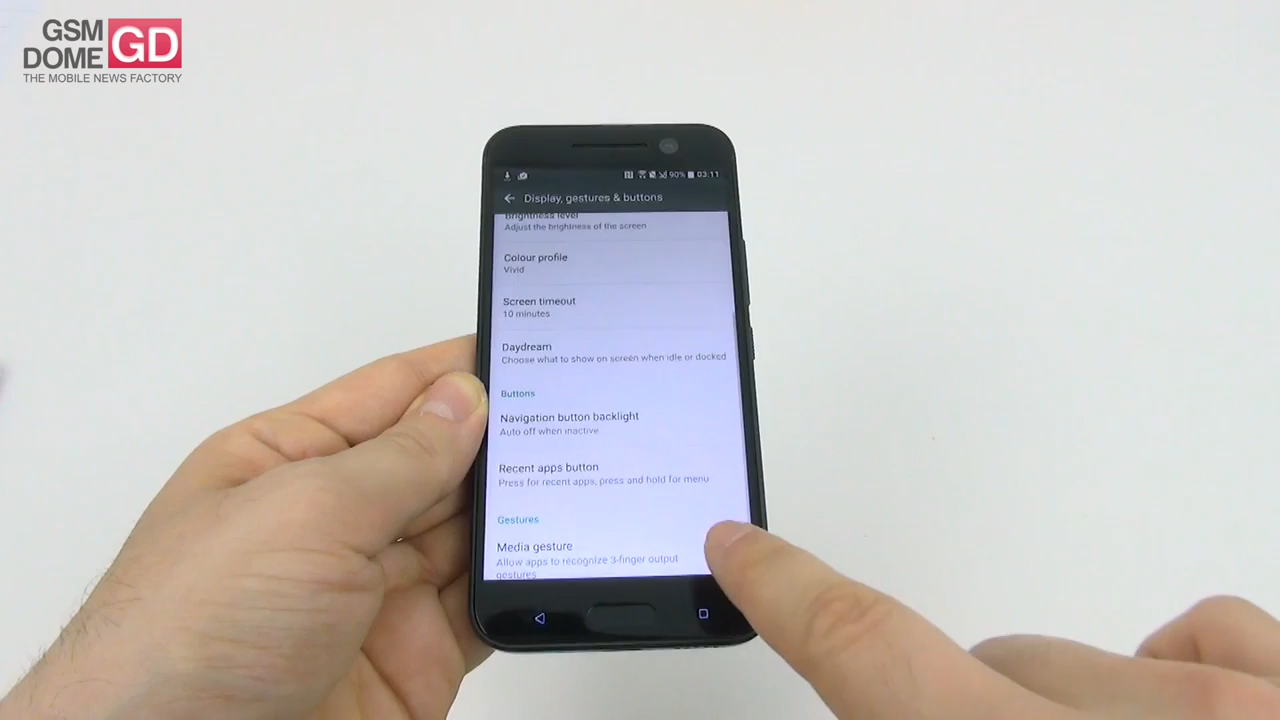 GSM
DOME GD
THE MOBILE NEWS FACTORY
90% 03:11
Display, gestures & buttons
Brightness level
Adjust the brightness of the screen
Colour profile
Vivid
Screen timeout
10 minutes
Daydream
Choose what to show on screen when idle or docked
Buttons
Navigation button backlight
Auto off when inactive
Recent apps button
Press for recent apps, press and hold for menu
Gestures
Media gesture
Allow apps to recognize 3-finger output
gestures